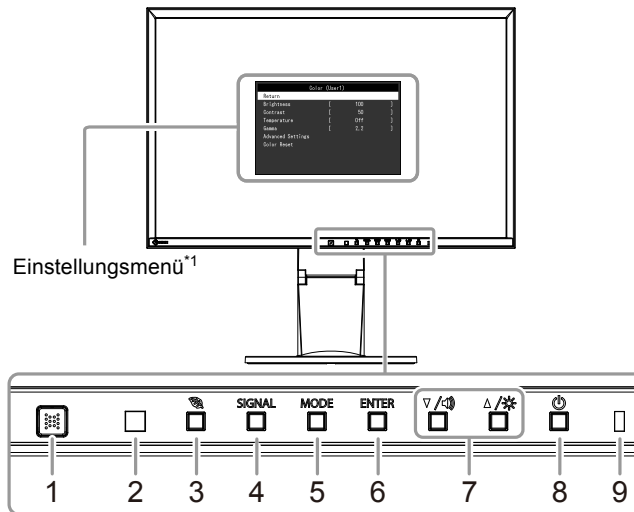 Color (User1)
Return
Brightness [ 100 ]
Contrast [ 50 ]
Temperature [ Off ]
Gamma [ 2.2 ]
Advanced Settings
Color Reset
Einstellungsmenü*1
SIGNAL MODE ENTER ▽/ △/
1 2 3 4 5 6 7 8 9